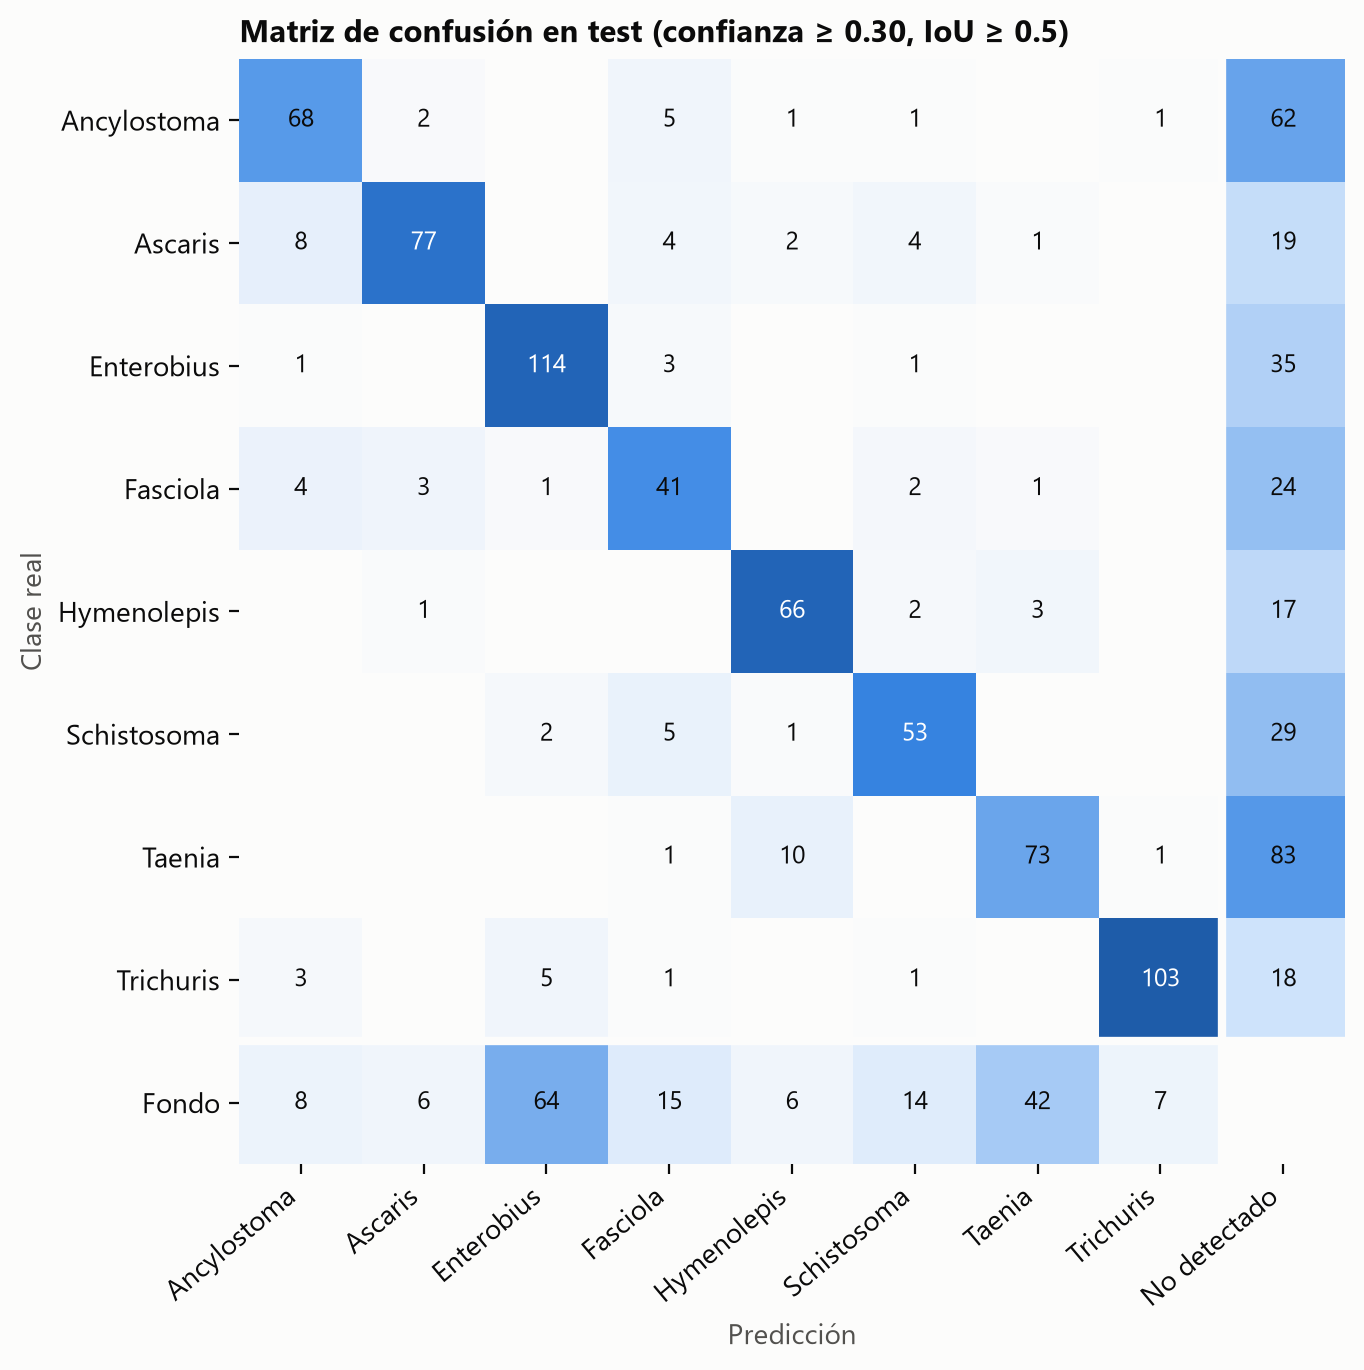 Matriz de confusión en test (confianza ≥ 0.30, IoU ≥ 0.5)
Clase real
Ancylostoma 68 2 5 1 1 1 62
Ascaris 8 77 4 2 4 1 19
Enterobius 1 114 3 1 35
Fasciola 4 3 1 41 2 1 24
Hymenolepis 1 66 2 3 17
Schistosoma 2 5 1 53 29
Taenia 1 10 73 1 83
Trichuris 3 5 1 1 103 18
Fondo 8 6 64 15 6 14 42 7
Ancylostoma Ascaris Enterobius Fasciola Hymenolepis Schistosoma Taenia Trichuris No detectado
Predicción